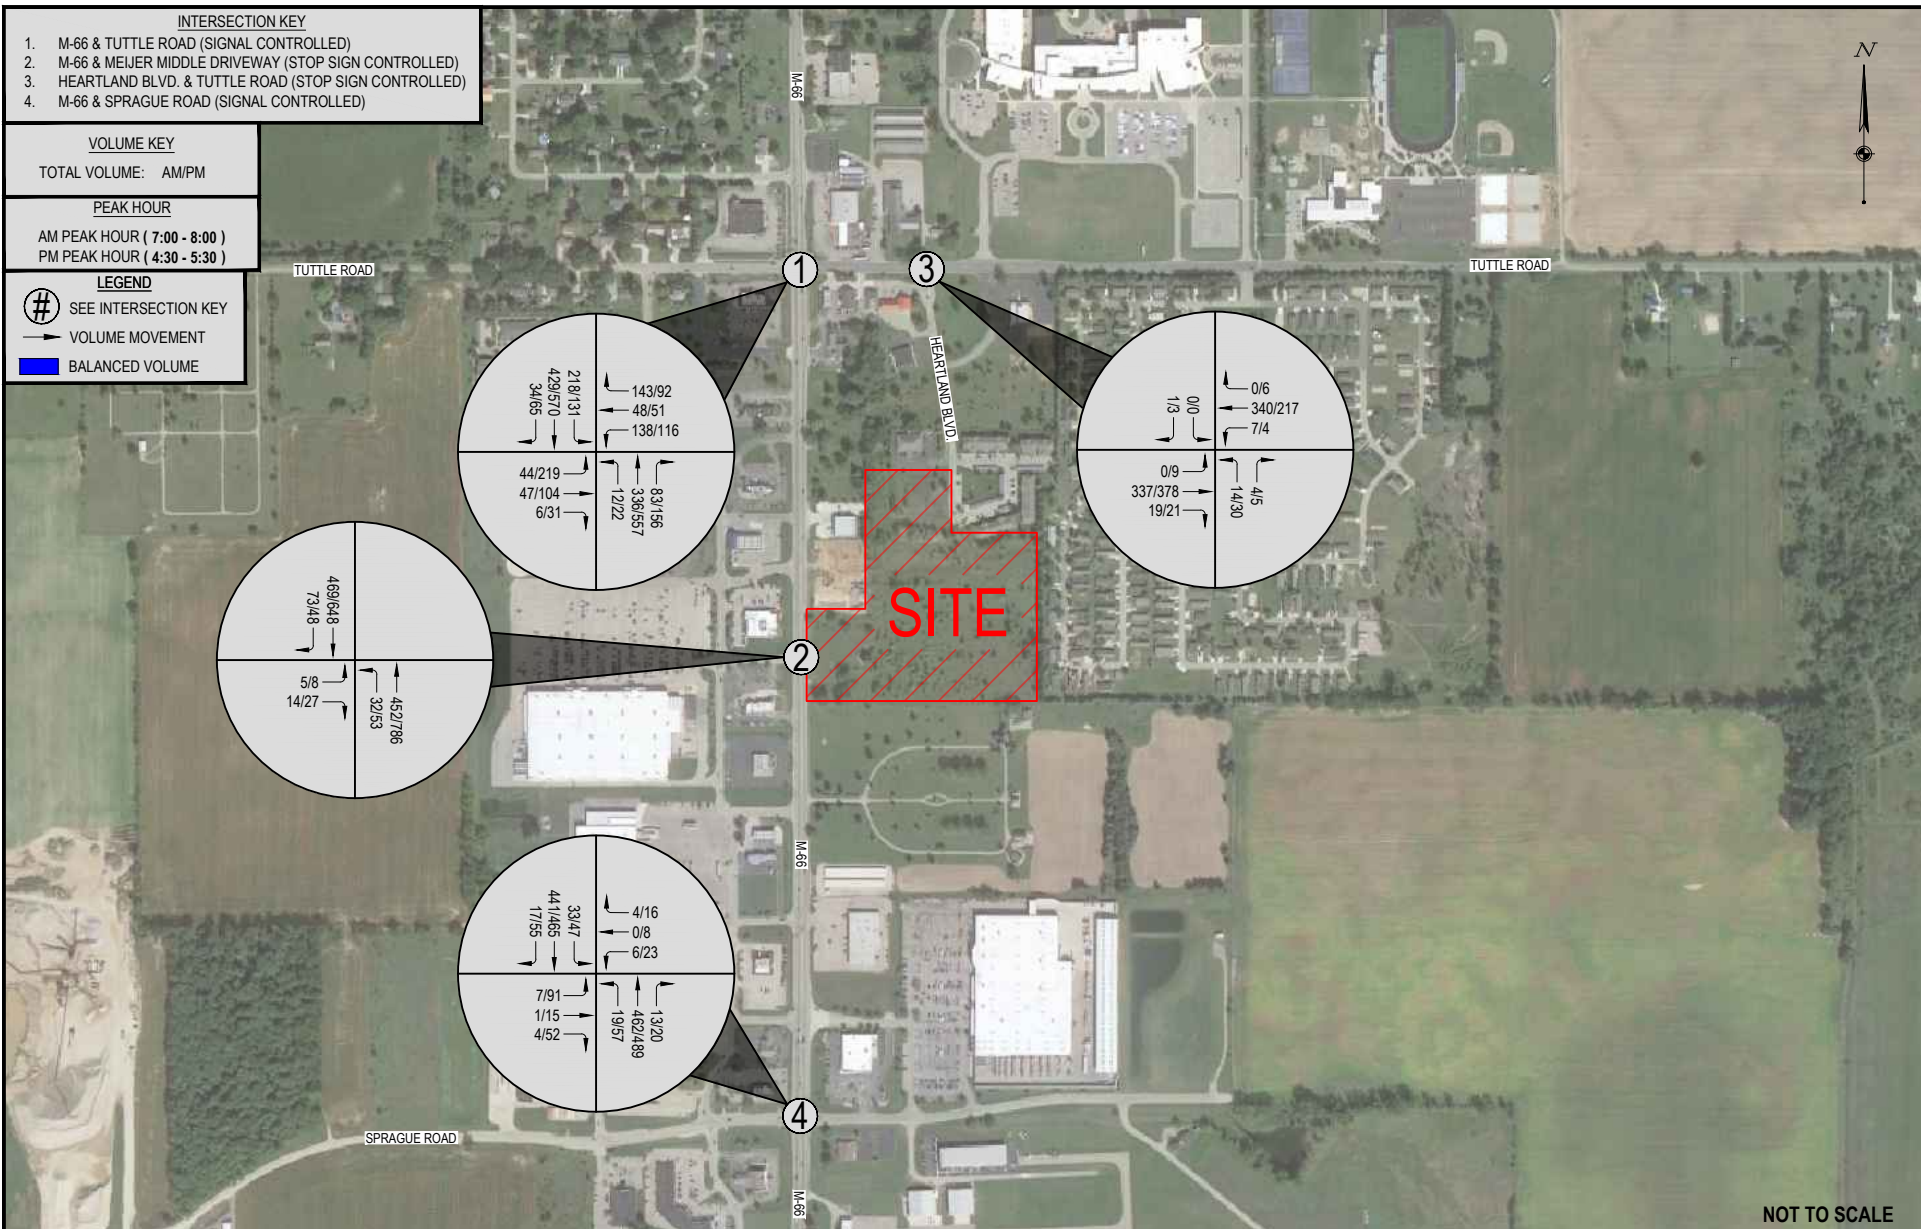 INTERSECTION KEY
1. M-66 & TUTTLE ROAD (SIGNAL CONTROLLED)
2. M-66 & MEIJER MIDDLE DRIVEWAY (STOP SIGN CONTROLLED)
3. HEARTLAND BLVD. & TUTTLE ROAD (STOP SIGN CONTROLLED)
4. M-66 & SPRAGUE ROAD (SIGNAL CONTROLLED)
VOLUME KEY
TOTAL VOLUME: AM/PM
PEAK HOUR
AM PEAK HOUR ( 7:00 - 8:00 )
PM PEAK HOUR ( 4:30 - 5:30 )
LEGEND
# SEE INTERSECTION KEY
VOLUME MOVEMENT
BALANCED VOLUME
N
M-66
TUTTLE ROAD
TUTTLE ROAD
1
3
HEARTLAND BLVD.
34/65
429/570
218/131
143/92
48/51
138/116
44/219
47/104
6/31
12/22
336/557
83/156
1/3
0/0
0/6
340/217
7/4
0/9
337/378
19/21
14/30
4/5
SITE
2
73/48
469/648
5/8
14/27
32/53
452/786
M-66
17/55
441/465
33/47
4/16
0/8
6/23
7/91
1/15
4/52
19/57
462/489
13/20
4
SPRAGUE ROAD
M-66
NOT TO SCALE